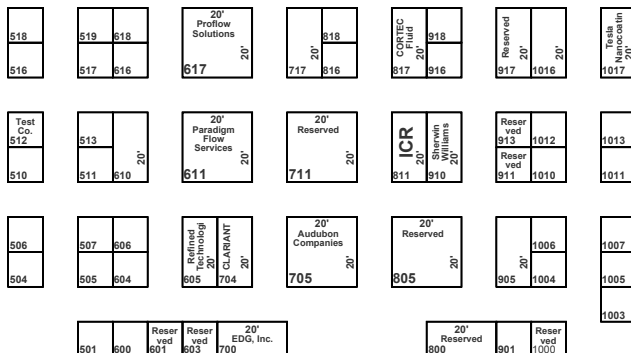 518
516
519
618
517
616
20'
Proflow
Solutions
20'
617
20'
717
818
816
CORTEC
Fluid
20'
817
918
916
Reserved
20'
917
20'
1016
Tesla
Nanocoatin
20'
1017
Test
Co.
512
510
513
511
20'
610
20'
Paradigm
Flow
Services
20'
611
20'
Reserved
20'
711
ICR
20'
811
Sherwin
Williams
20'
910
Reser
ved
913
Reser
ved
911
1012
1010
1013
1011
506
504
507
606
505
604
Refined
Technologi
20'
605
CLARIANT
20'
704
20'
Audubon
Companies
20'
705
20'
Reserved
20'
805
20'
905
1006
1004
1007
1005
1003
501
600
Reser
ved
601
Reser
ved
603
20'
EDG, Inc.
700
20'
Reserved
800
901
Reser
ved
1000